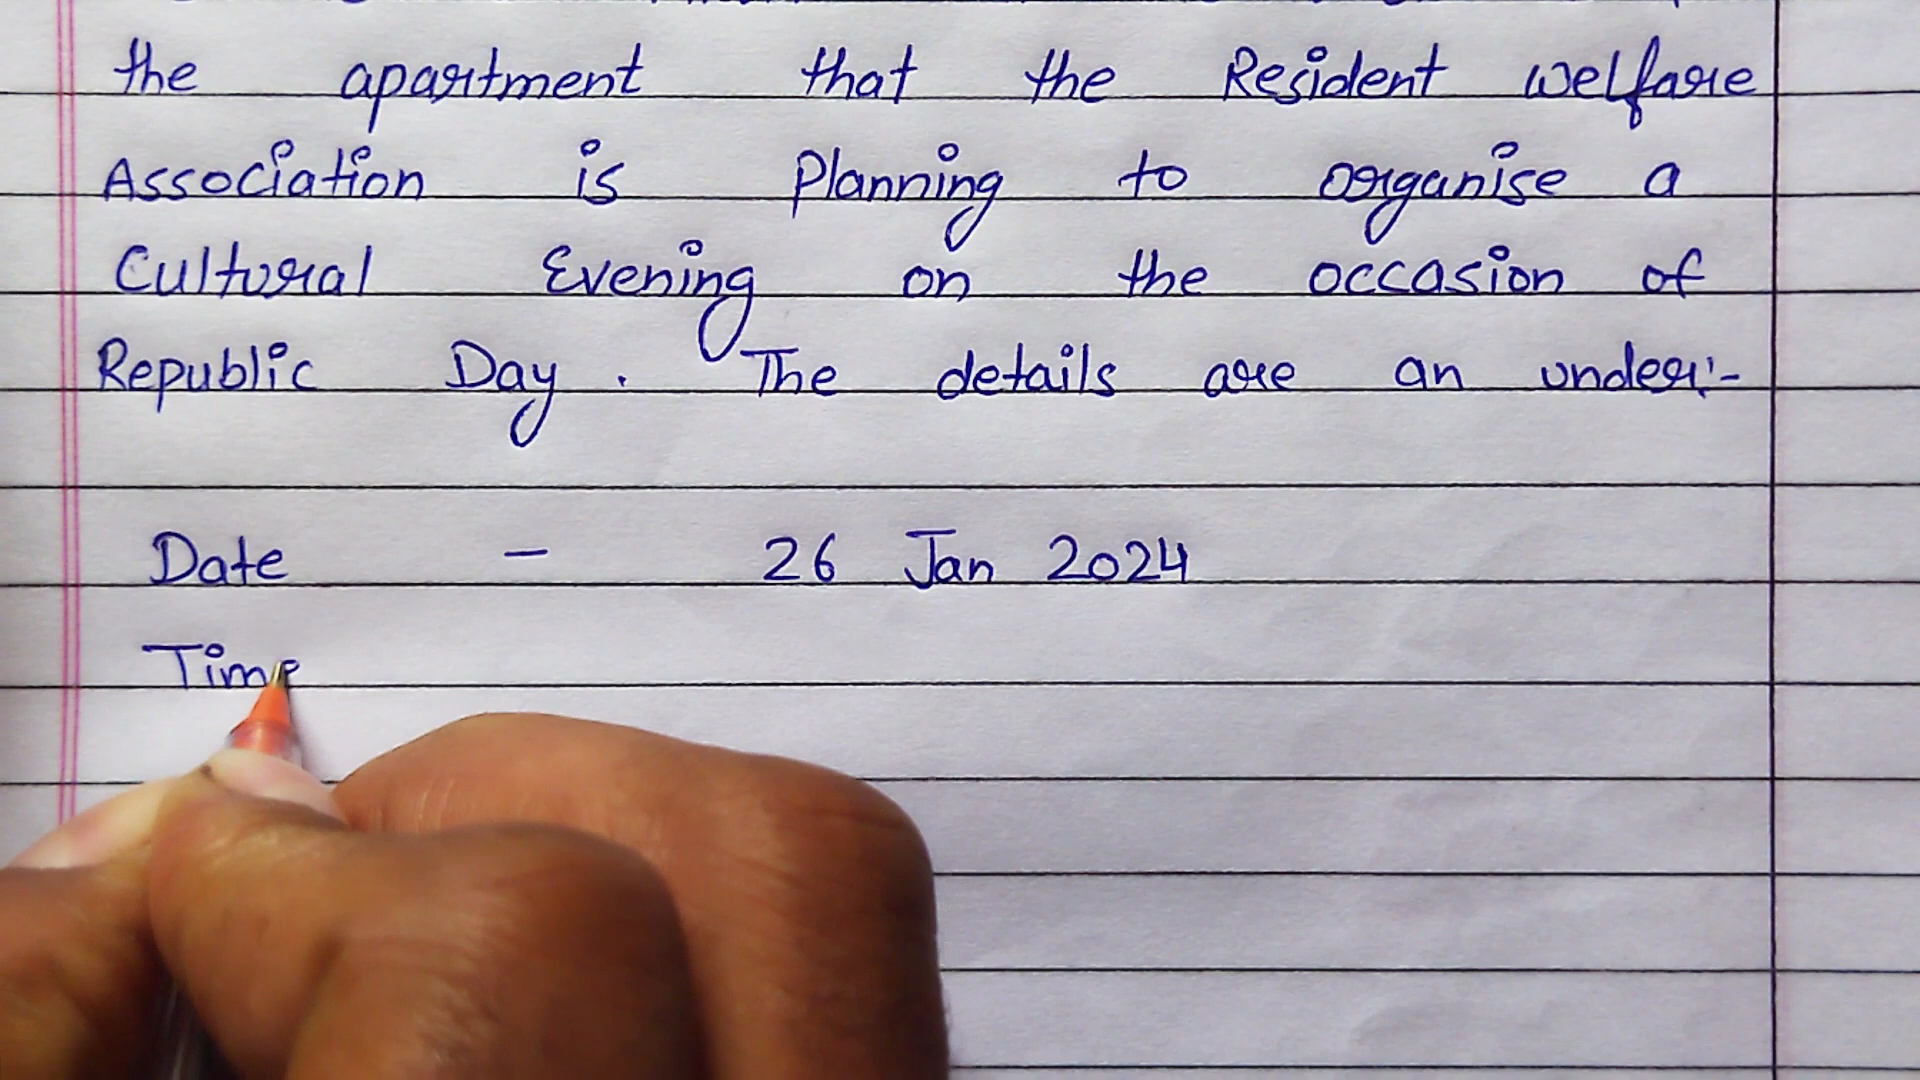 the apartment that the Resident welfare
Association is Planning to organise a
Cultural Evening on the occasion of
Republic Day. The details are an under:-
Date - 26 Jan 2024
Time